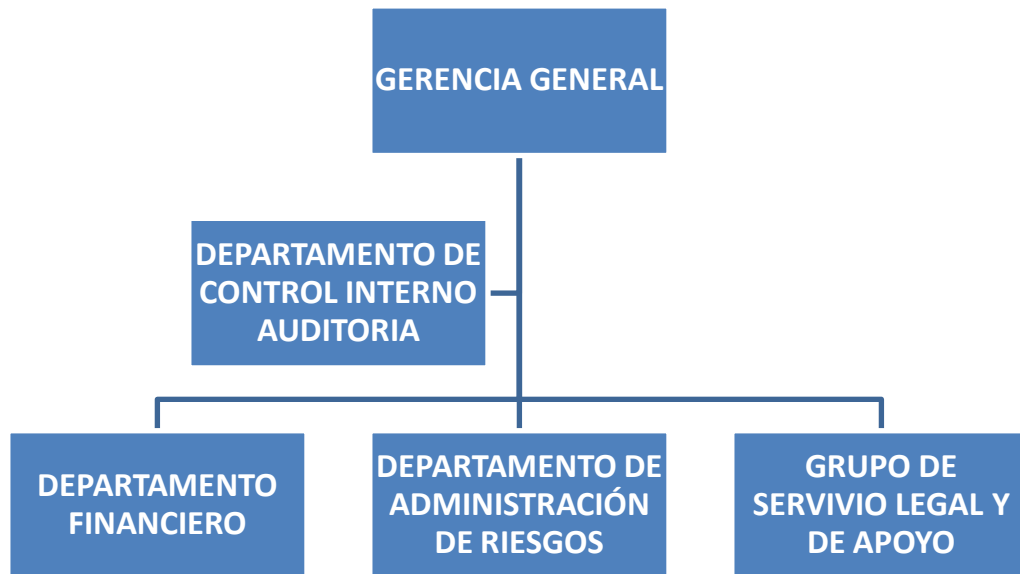 GERENCIA GENERAL
DEPARTAMENTO DE
CONTROL INTERNO
AUDITORIA
DEPARTAMENTO
FINANCIERO
DEPARTAMENTO DE
ADMINISTRACIÓN
DE RIESGOS
GRUPO DE
SERVIVIO LEGAL Y
DE APOYO